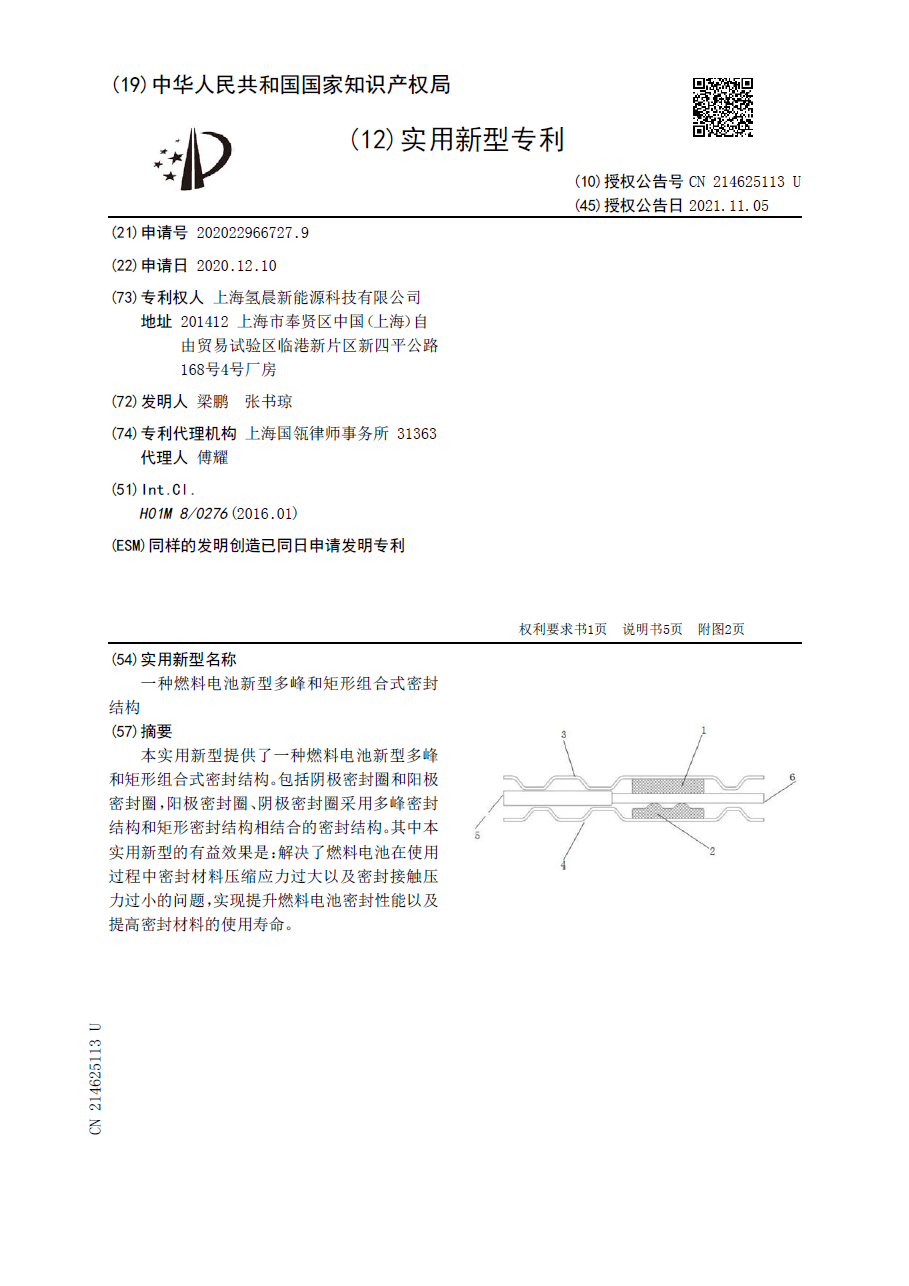 (19)中华人民共和国国家知识产权局
(12)实用新型专利
(10)授权公告号 CN 214625113 U
(45)授权公告日 2021.11.05
(21)申请号 202022966727.9
(22)申请日 2020.12.10
(73)专利权人 上海氢晨新能源科技有限公司
地址 201412 上海市奉贤区中国(上海)自
由贸易试验区临港新片区新四平公路
168号4号厂房
(72)发明人 梁鹏 张书琼
(74)专利代理机构 上海国瓴律师事务所 31363
代理人 傅耀
(51)Int.Cl.
H01M 8/0276(2016.01)
(ESM)同样的发明创造已同日申请发明专利
权利要求书1页 说明书5页 附图2页
(54)实用新型名称
一种燃料电池新型多峰和矩形组合式密封
结构
(57)摘要
本实用新型提供了一种燃料电池新型多峰
和矩形组合式密封结构。包括阴极密封圈和阳极
密封圈,阳极密封圈、阴极密封圈采用多峰密封
结构和矩形密封结构相结合的密封结构。其中本
实用新型的有益效果是:解决了燃料电池在使用
过程中密封材料压缩应力过大以及密封接触压
力过小的问题,实现提升燃料电池密封性能以及
提高密封材料的使用寿命。
3
1
6
5
4
2
CN 214625113 U